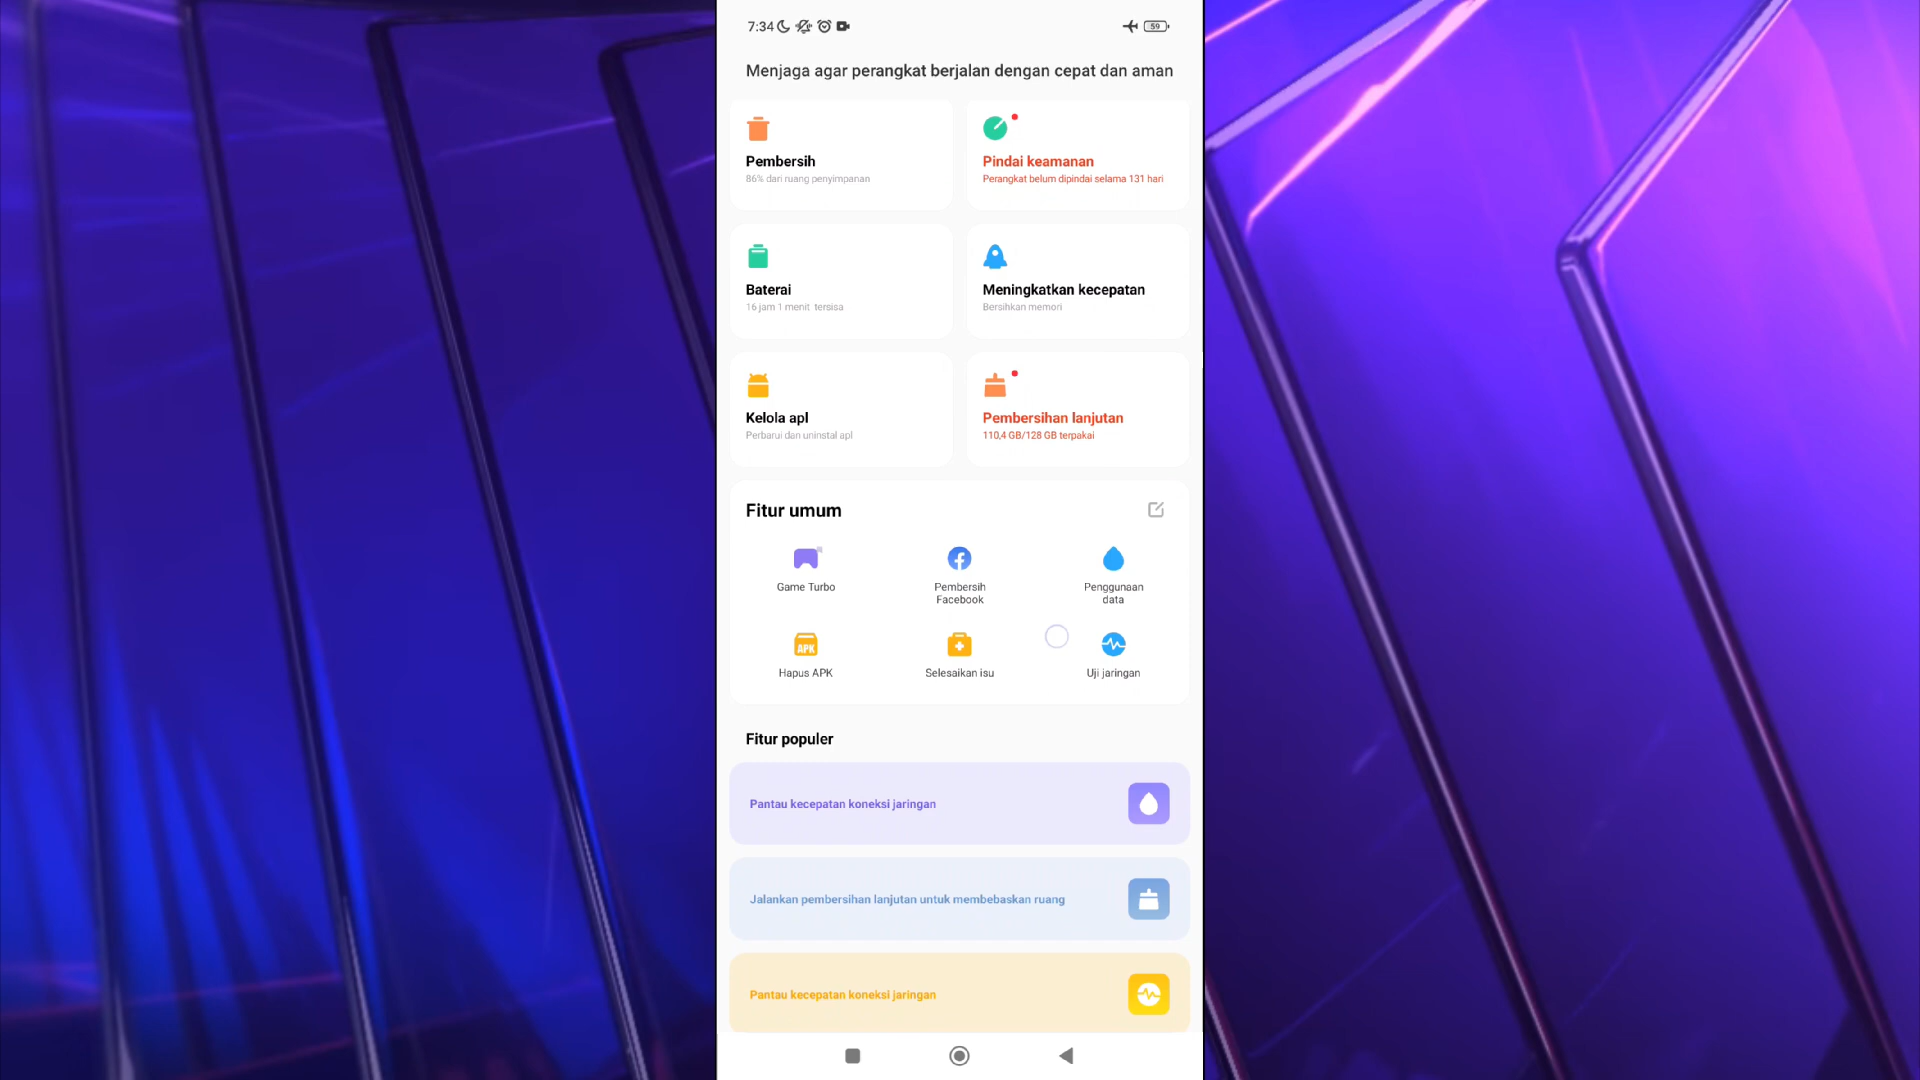 7:34
59
Menjaga agar perangkat berjalan dengan cepat dan aman
Pembersih
86% dari ruang penyimpanan
Pindai keamanan
Perangkat belum dipindai selama 131 hari
Baterai
16 jam 1 menit tersisa
Meningkatkan kecepatan
Bersihkan memori
Kelola apl
Perbarui dan uninstal apl
Pembersihan lanjutan
110,4 GB/128 GB terpakai
Fitur umum
Game Turbo
Pembersih
Facebook
Penggunaan
data
APK
Hapus APK
Selesaikan isu
Uji jaringan
Fitur populer
Pantau kecepatan koneksi jaringan
Jalankan pembersihan lanjutan untuk membebaskan ruang
Pantau kecepatan koneksi jaringan